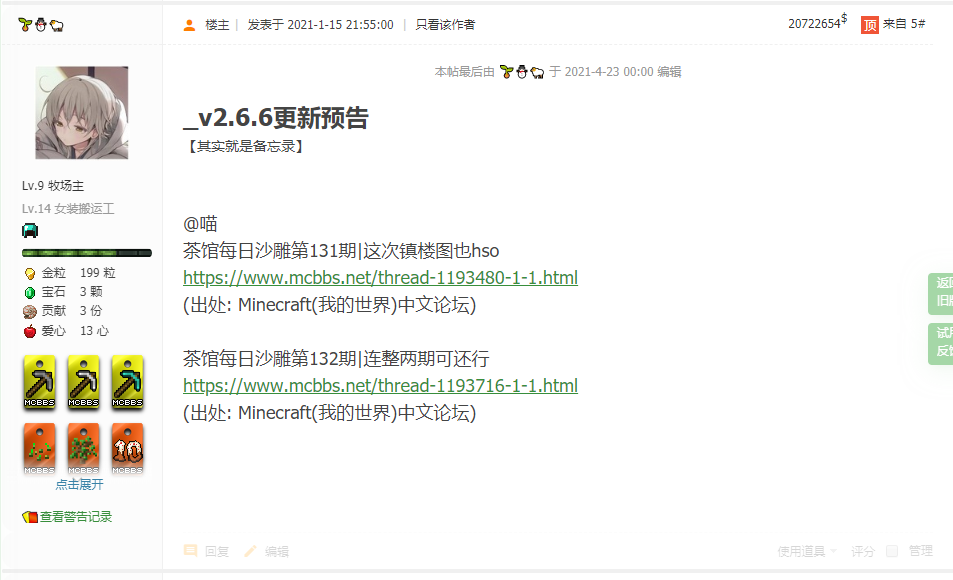 楼主 | 发表于 2021-1-15 21:55:00 | 只看该作者
20722654$ 顶 来自 5#
本帖最后由 于 2021-4-23 00:00 编辑
Lv.9 牧场主
Lv.14 女装搬运工
金粒 199 粒
宝石 3 颗
贡献 3 份
爱心 13 心
MCBBS MCBBS MCBBS
10
MCBBS MCBBS MCBBS
点击展开
查看警告记录
_v2.6.6更新预告
【其实就是备忘录】
@喵
茶馆每日沙雕第131期|这次镇楼图也hso
https://www.mcbbs.net/thread-1193480-1-1.html
(出处: Minecraft(我的世界)中文论坛)
茶馆每日沙雕第132期|连整两期可还行
https://www.mcbbs.net/thread-1193716-1-1.html
(出处: Minecraft(我的世界)中文论坛)
回复 编辑
使用道具 评分 管理